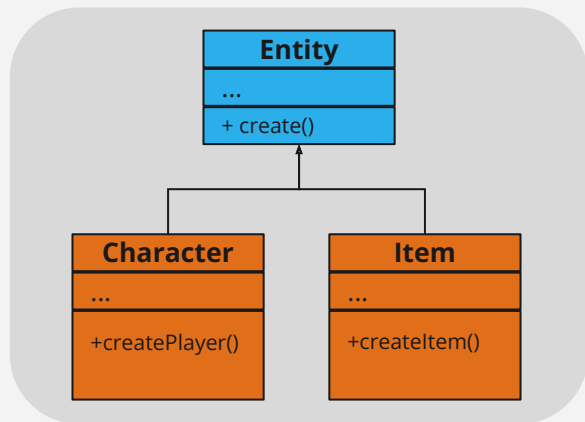 Entity
...
+ create()
Character
...
+createPlayer()
Item
...
+createItem()